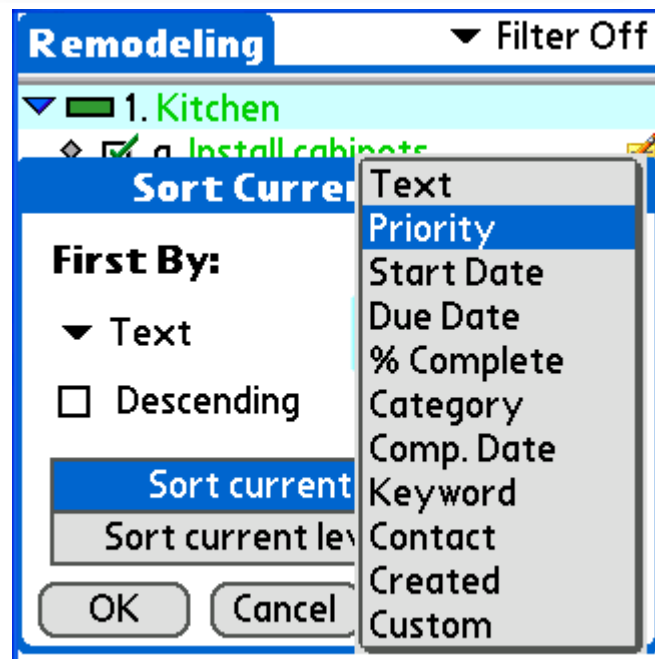 Remodeling
Filter Off
1. Kitchen
a. Install cabinets
Sort Curre
First By:
Text
Descending
Sort current
Sort current lev
OK
Cancel
Text
Priority
Start Date
Due Date
% Complete
Category
Comp. Date
Keyword
Contact
Created
Custom